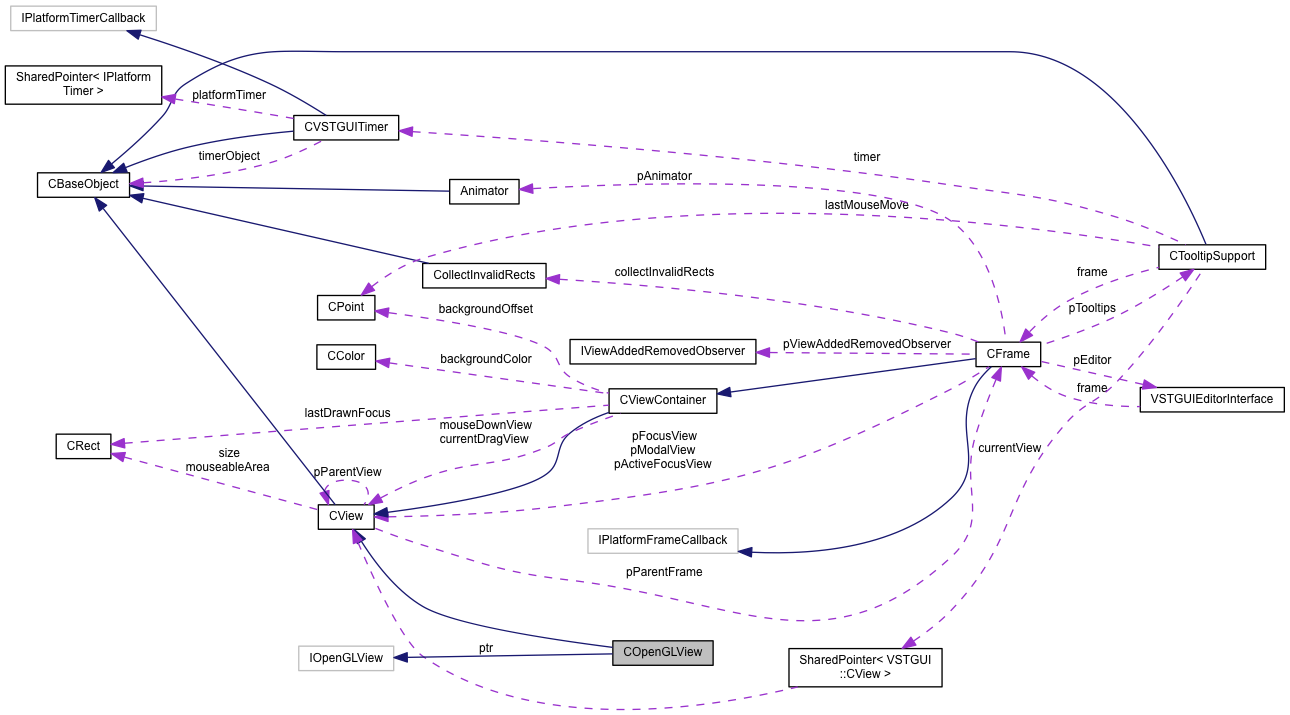 IPlatformTimerCallback
SharedPointer< IPlatform
Timer >
platformTimer
CVSTGUITimer
timerObject
timer
CBaseObject
pAnimator
Animator
lastMouseMove
CTooltipSupport
CollectInvalidRects
collectInvalidRects
frame
CPoint
backgroundOffset
pTooltips
CColor
backgroundColor
IViewAddedRemovedObserver
pViewAddedRemovedObserver
CFrame
pEditor
frame
VSTGUIEditorInterface
CViewContainer
lastDrawnFocus
mouseDownView
currentDragView
CRect
size
mouseableArea
pFocusView
pModalView
pActiveFocusView
currentView
pParentView
CView
IPlatformFrameCallback
pParentFrame
IOpenGLView
ptr
COpenGLView
SharedPointer< VSTGUI
::CView >